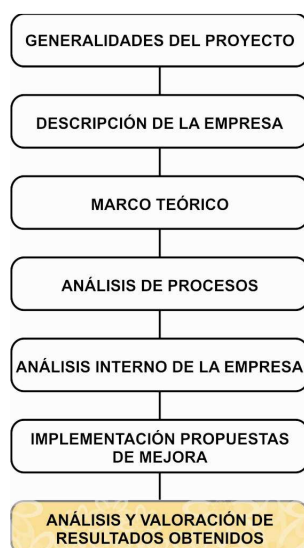 GENERALIDADES DEL PROYECTO
DESCRIPCIÓN DE LA EMPRESA
MARCO TEÓRICO
ANÁLISIS DE PROCESOS
ANÁLISIS INTERNO DE LA EMPRESA
IMPLEMENTACIÓN PROPUESTAS
DE MEJORA
ANÁLISIS Y VALORACIÓN DE
RESULTADOS OBTENIDOS